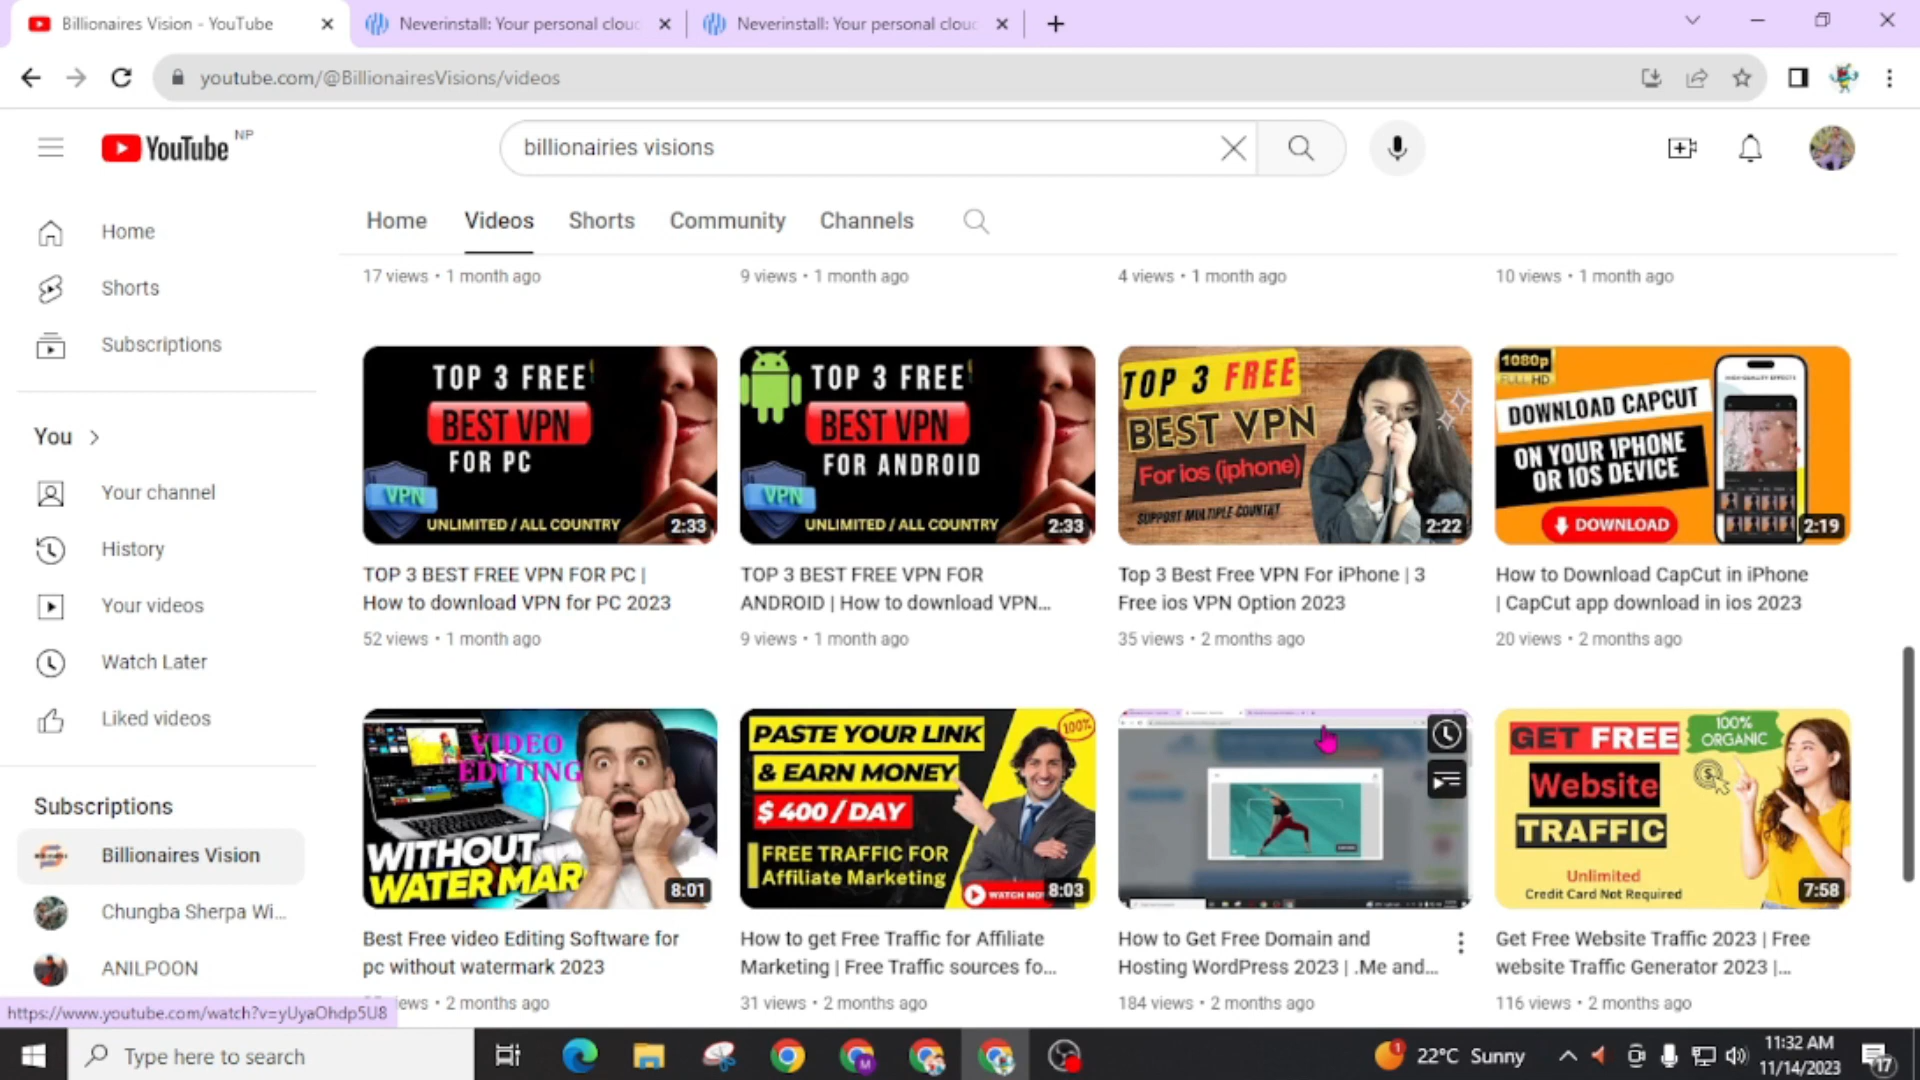 Billionaires Vision - YouTube
Neverinstall: Your personal clou
Neverinstall: Your personal clou
youtube.com/@BillionairesVisions/videos
YouTube NP
billionairies visions
Home
Shorts
Subscriptions
You
Your channel
History
Your videos
Watch Later
Liked videos
Subscriptions
Billionaires Vision
Chungba Sherpa Wi...
ANILPOON
Home Videos Shorts Community Channels
17 views • 1 month ago
9 views • 1 month ago
4 views • 1 month ago
10 views • 1 month ago
TOP 3 FREE
BEST VPN
FOR PC
VPN
UNLIMITED / ALL COUNTRY
2:33
TOP 3 BEST FREE VPN FOR PC |
How to download VPN for PC 2023
52 views • 1 month ago
TOP 3 FREE
BEST VPN
FOR ANDROID
VPN
UNLIMITED / ALL COUNTRY
2:33
TOP 3 BEST FREE VPN FOR
ANDROID | How to download VPN...
9 views • 1 month ago
TOP 3 FREE
BEST VPN
For ios (iphone)
SUPPORT MULTIPLE COUNTRY
2:22
Top 3 Best Free VPN For iPhone | 3
Free ios VPN Option 2023
35 views • 2 months ago
1080p
FULL HD
DOWNLOAD CAPCUT
ON YOUR IPHONE
OR IOS DEVICE
DOWNLOAD
2:19
How to Download CapCut in iPhone
| CapCut app download in ios 2023
20 views • 2 months ago
VIDEO
EDITING
WITHOUT
WATER MAR
8:01
Best Free video Editing Software for
pc without watermark 2023
ews • 2 months ago
PASTE YOUR LINK
& EARN MONEY
100%
$ 400 / DAY
FREE TRAFFIC FOR
Affiliate Marketing
WATCH NO
8:03
How to get Free Traffic for Affiliate
Marketing | Free Traffic sources fo...
31 views • 2 months ago
How to Get Free Domain and
Hosting WordPress 2023 | .Me and...
184 views • 2 months ago
GET FREE
100%
ORGANIC
Website
TRAFFIC
Unlimited
Credit Card Not Required
7:58
Get Free Website Traffic 2023 | Free
website Traffic Generator 2023 |...
116 views • 2 months ago
https://www.youtube.com/watch?v=yUyaOhdp5U8
Type here to search
M
1
22°C Sunny
11:32 AM
11/14/2023
17